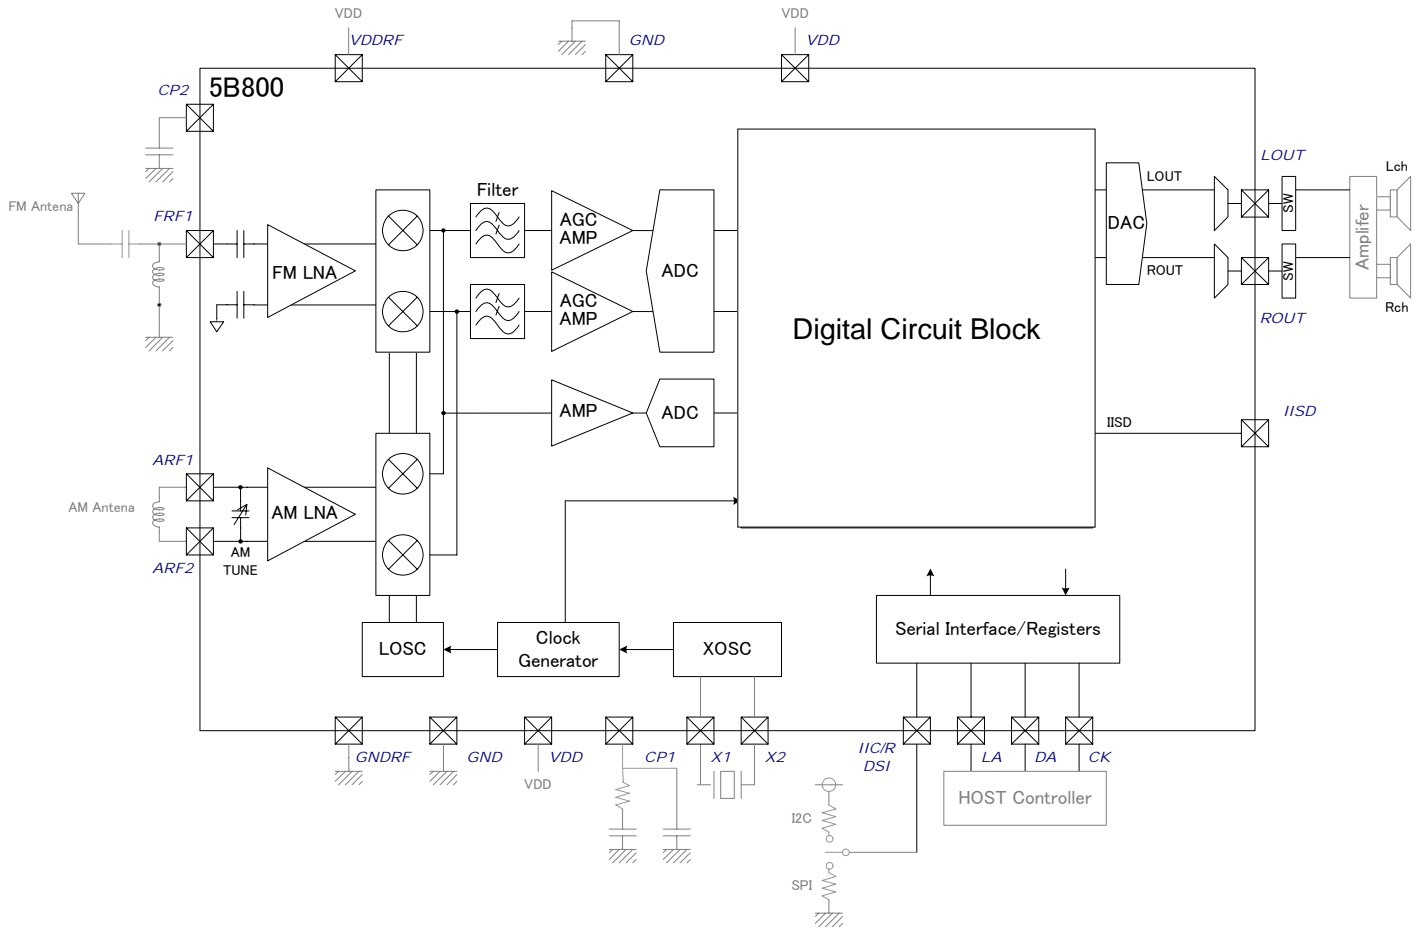 VDD
VDD
VDDRF
GND
VDD
5B800
CP2
LOUT
Lch
FM Antena
FRF1
Filter
AGC
AMP
ADC
FM LNA
AGC
AMP
Digital Circuit Block
DAC
LOUT
ROUT
SW
SW
Amplifer
Rch
ROUT
AMP
ADC
IISD
IISD
ARF1
AM Antena
AM LNA
ARF2
AM
TUNE
LOSC
Clock
Generator
XOSC
Serial Interface/Registers
GNDRF
GND
VDD
CP1
X1
X2
IIC/R
DSI
LA
DA
CK
VDD
HOST Controller
I2C
SPI